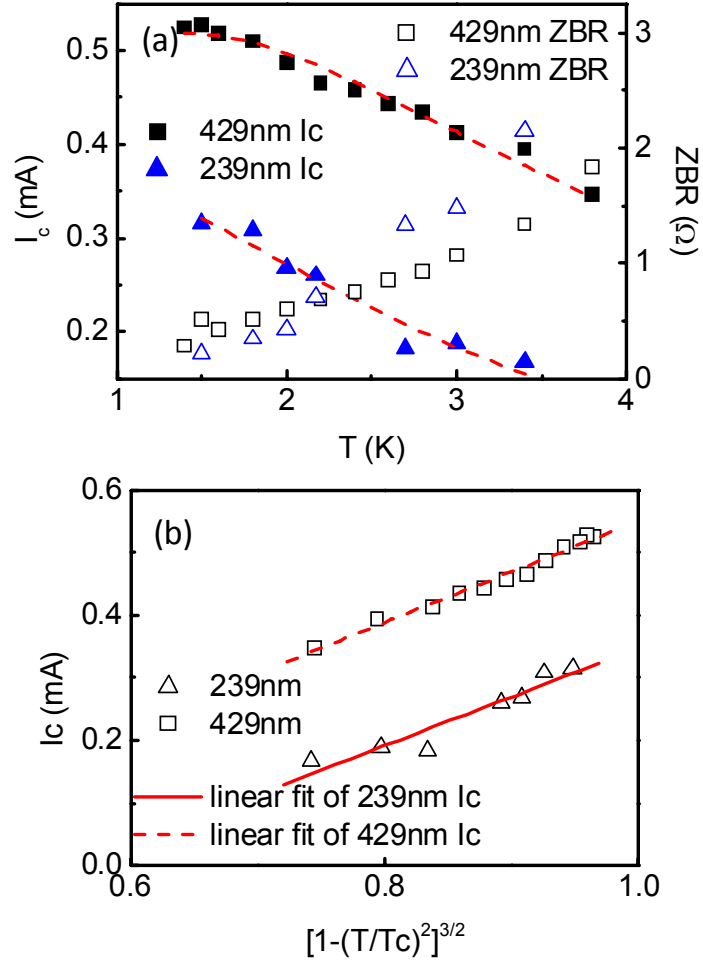 (a)
429nm ZBR
239nm ZBR
429nm Ic
239nm Ic
0.5
0.4
0.3
0.2
I_c (mA)
3
2
1
0
ZBR (Ω)
1 2 3 4
T (K)
(b)
0.6
0.4
0.2
0.0
Ic (mA)
239nm
429nm
linear fit of 239nm Ic
linear fit of 429nm Ic
0.6 0.8 1.0
[1-(T/Tc)²]³ᐟ²